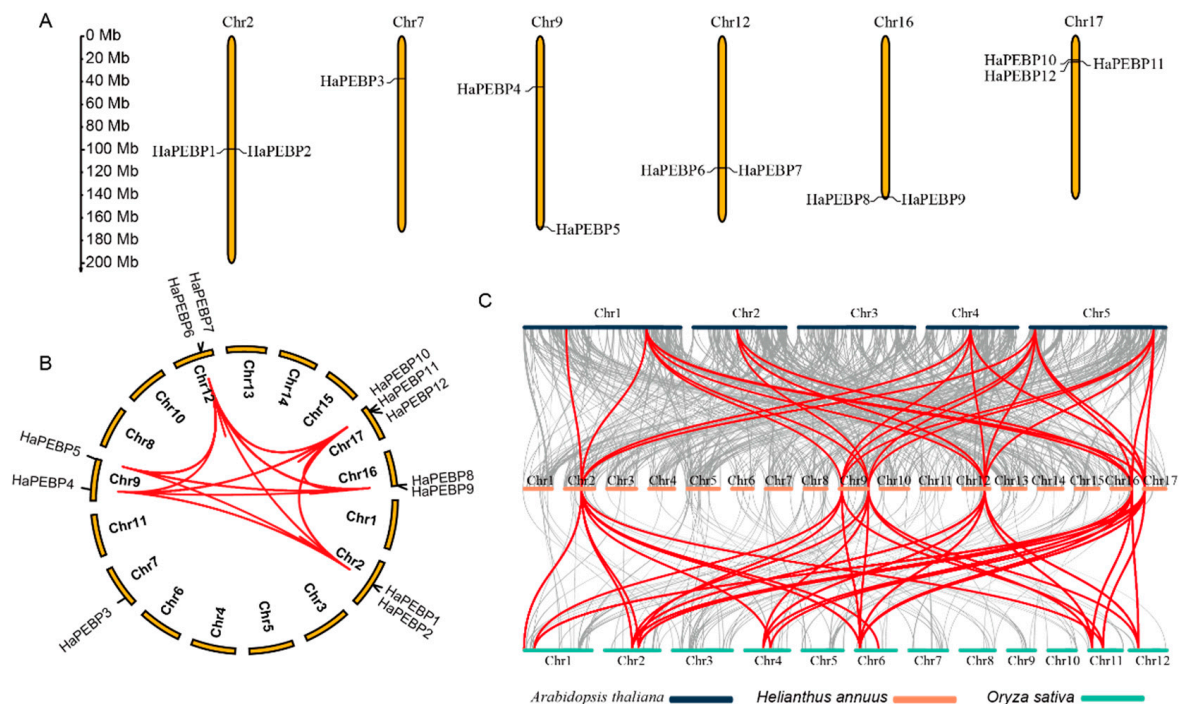 A
Chr2 Chr7 Chr9 Chr12 Chr16 Chr17
0 Mb
20 Mb
40 Mb
60 Mb
80 Mb
100 Mb
120 Mb
140 Mb
160 Mb
180 Mb
200 Mb
HaPEBP1 HaPEBP2
HaPEBP3
HaPEBP4
HaPEBP5
HaPEBP6 HaPEBP7
HaPEBP8 HaPEBP9
HaPEBP10 HaPEBP11
HaPEBP12
B
HaPEBP6
HaPEBP7
Chr12
Chr13
Chr14
Chr15
HaPEBP10
HaPEBP11
HaPEBP12
Chr17
Chr16
HaPEBP8
HaPEBP9
Chr1
Chr2
HaPEBP1
HaPEBP2
Chr3
Chr5
Chr4
Chr6
Chr7
HaPEBP3
Chr11
Chr9
HaPEBP4
HaPEBP5
Chr8
Chr10
C
Chr1 Chr2 Chr3 Chr4 Chr5
Chr1 Chr2 Chr3 Chr4 Chr5 Chr6 Chr7 Chr8 Chr9 Chr10 Chr11 Chr12 Chr13 Chr14 Chr15 Chr16 Chr17
Chr1 Chr2 Chr3 Chr4 Chr5 Chr6 Chr7 Chr8 Chr9 Chr10 Chr11 Chr12
Arabidopsis thaliana Helianthus annuus Oryza sativa